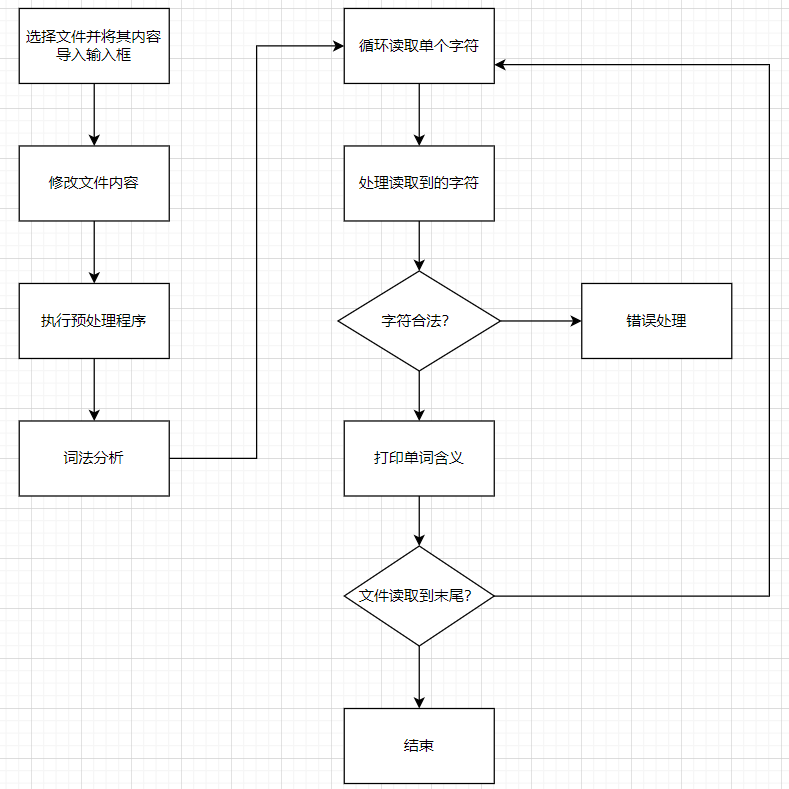 选择文件并将其内容
导入输入框
修改文件内容
执行预处理程序
词法分析
循环读取单个字符
处理读取到的字符
字符合法?
错误处理
打印单词含义
文件读取到末尾?
结束